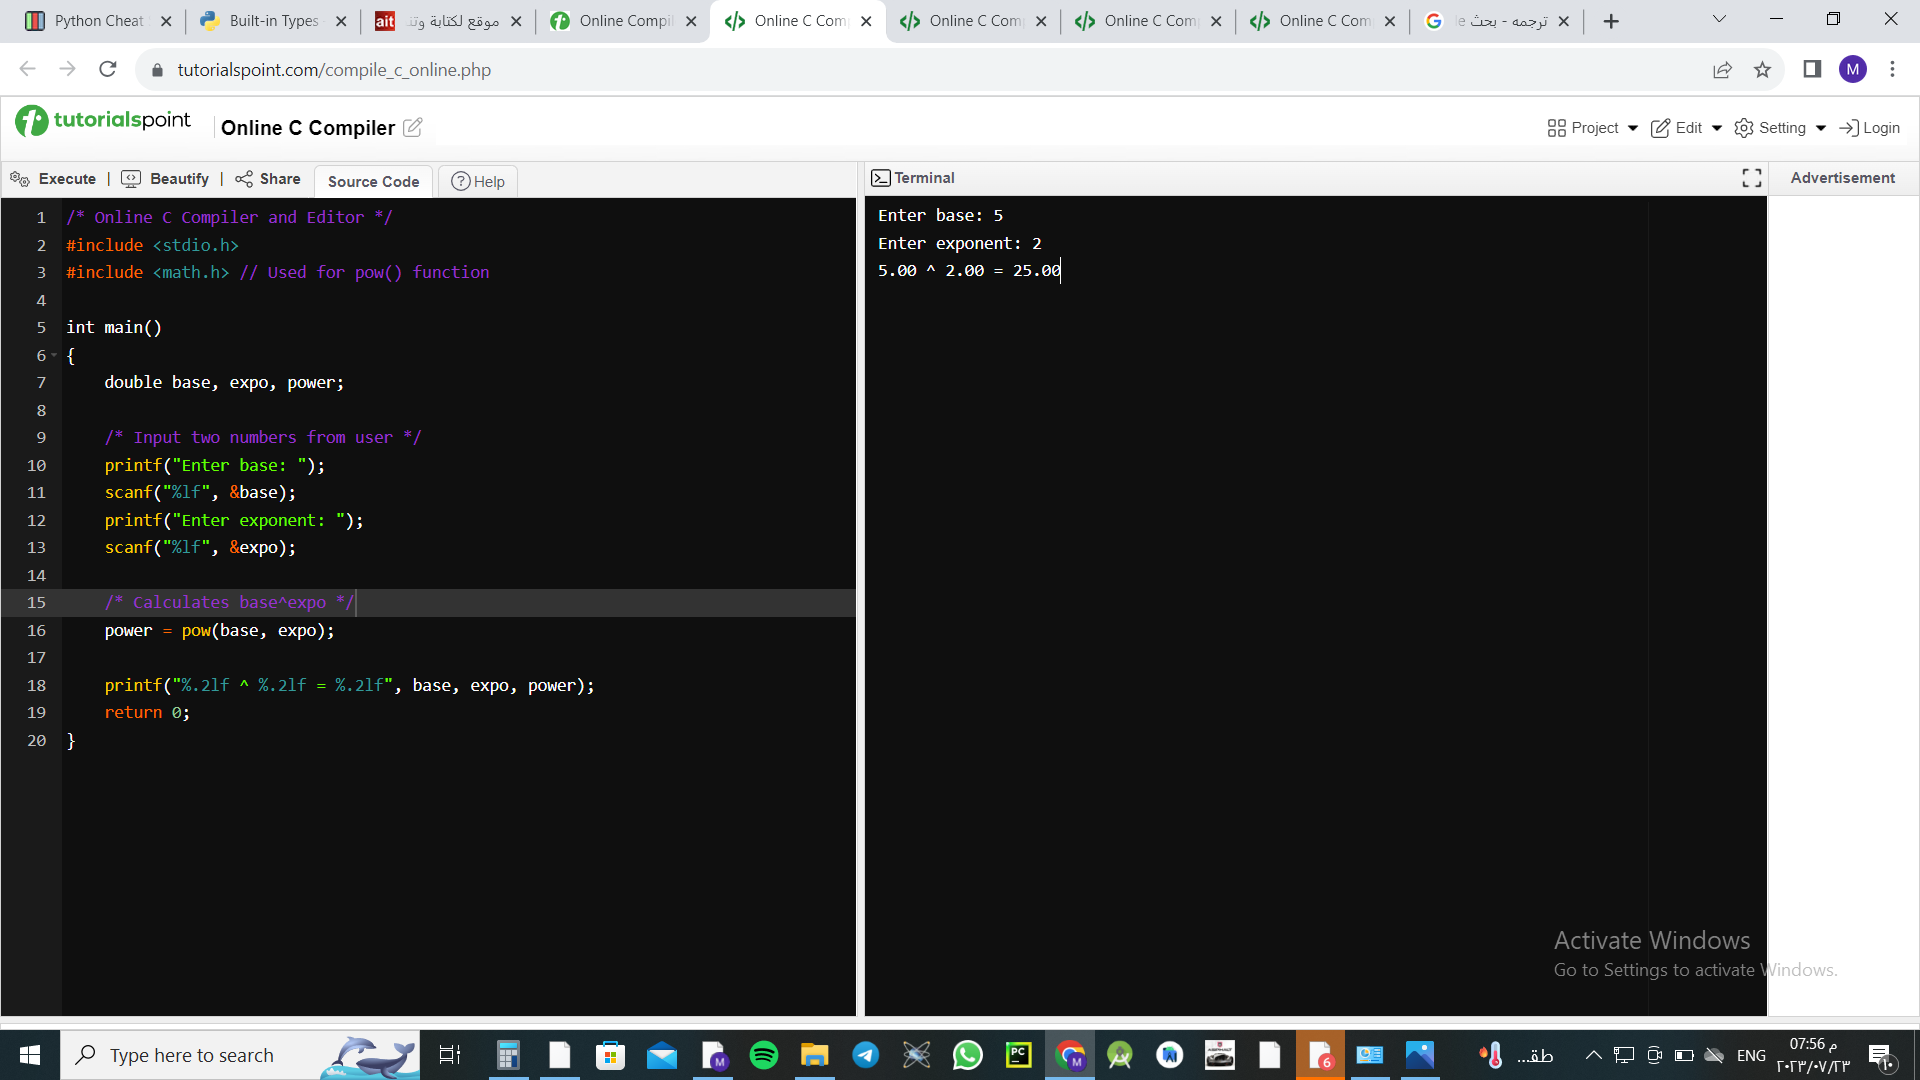 Python Cheat
Built-in Types
موقع لكتابة وتن
Online Compil
Online C Com
Online C Com
Online C Com
Online C Com
ترجمه - بحث
tutorialspoint.com/compile_c_online.php
M
tutorialspoint
Online C Compiler
Project
Edit
Setting
Login
Execute | Beautify | Share
Source Code
Help
Terminal
Advertisement
1 /* Online C Compiler and Editor */
2 #include <stdio.h>
3 #include <math.h> // Used for pow() function
4
5 int main()
6 {
7 double base, expo, power;
8
9 /* Input two numbers from user */
10 printf("Enter base: ");
11 scanf("%lf", &base);
12 printf("Enter exponent: ");
13 scanf("%lf", &expo);
14
15 /* Calculates base^expo */
16 power = pow(base, expo);
17
18 printf("%.2lf ^ %.2lf = %.2lf", base, expo, power);
19 return 0;
20 }
Enter base: 5
Enter exponent: 2
5.00 ^ 2.00 = 25.00
Activate Windows
Go to Settings to activate Windows.
Type here to search
طقـ...
ENG
07:56 م
٢٠٢٣/٠٧/٢٣